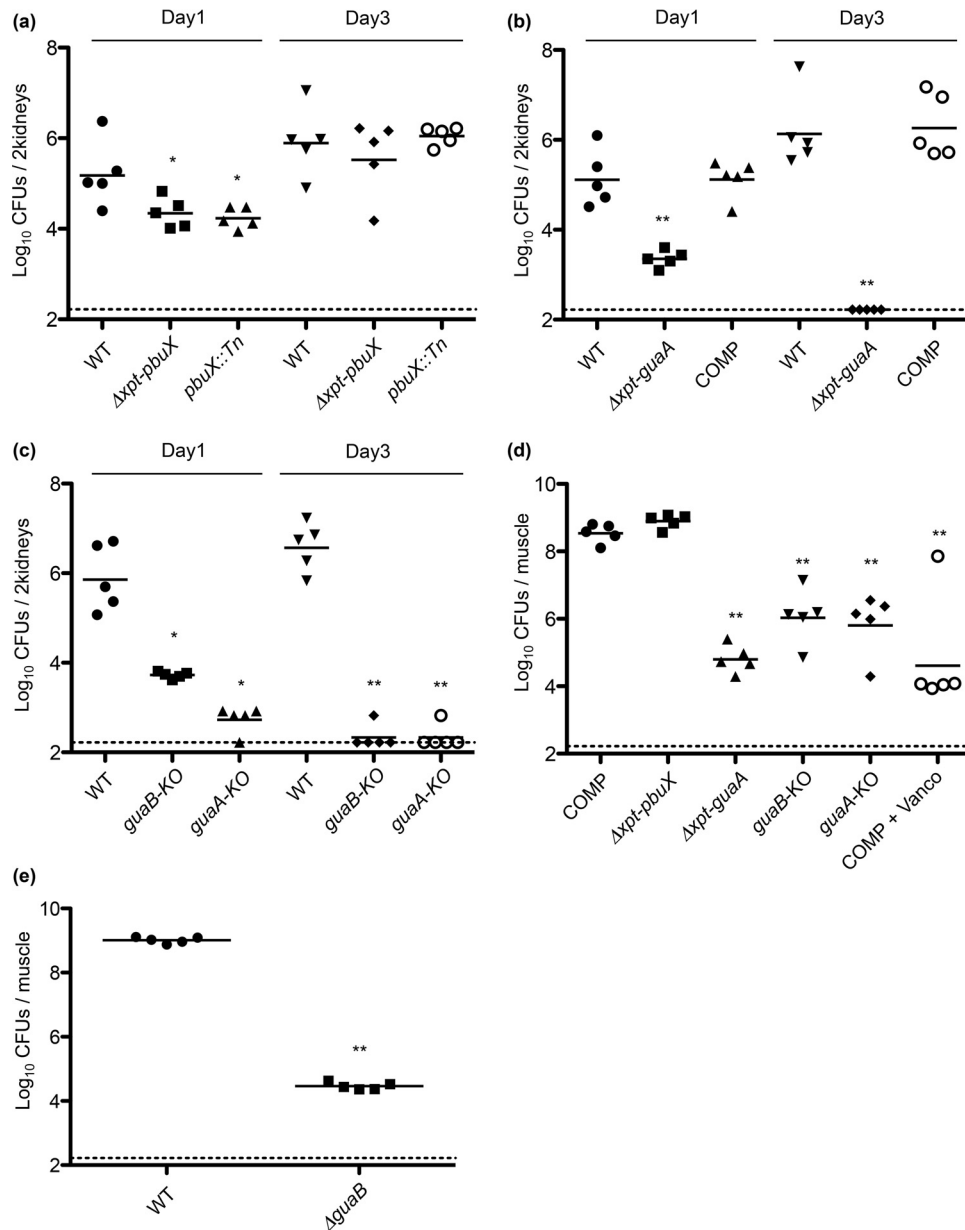 (a)
Day1
Day3
Log10 CFUs / 2kidneys
8
6
4
2
*
*
WT
Δxpt-pbuX
pbuX::Tn
WT
Δxpt-pbuX
pbuX::Tn
(b)
Day1
Day3
Log10 CFUs / 2kidneys
8
6
4
2
**
**
WT
Δxpt-guaA
COMP
WT
Δxpt-guaA
COMP
(c)
Day1
Day3
Log10 CFUs / 2kidneys
8
6
4
2
*
*
**
**
WT
guaB-KO
guaA-KO
WT
guaB-KO
guaA-KO
(d)
Log10 CFUs / muscle
10
8
6
4
2
**
**
**
**
COMP
Δxpt-pbuX
Δxpt-guaA
guaB-KO
guaA-KO
COMP + Vanco
(e)
Log10 CFUs / muscle
10
8
6
4
2
**
WT
ΔguaB